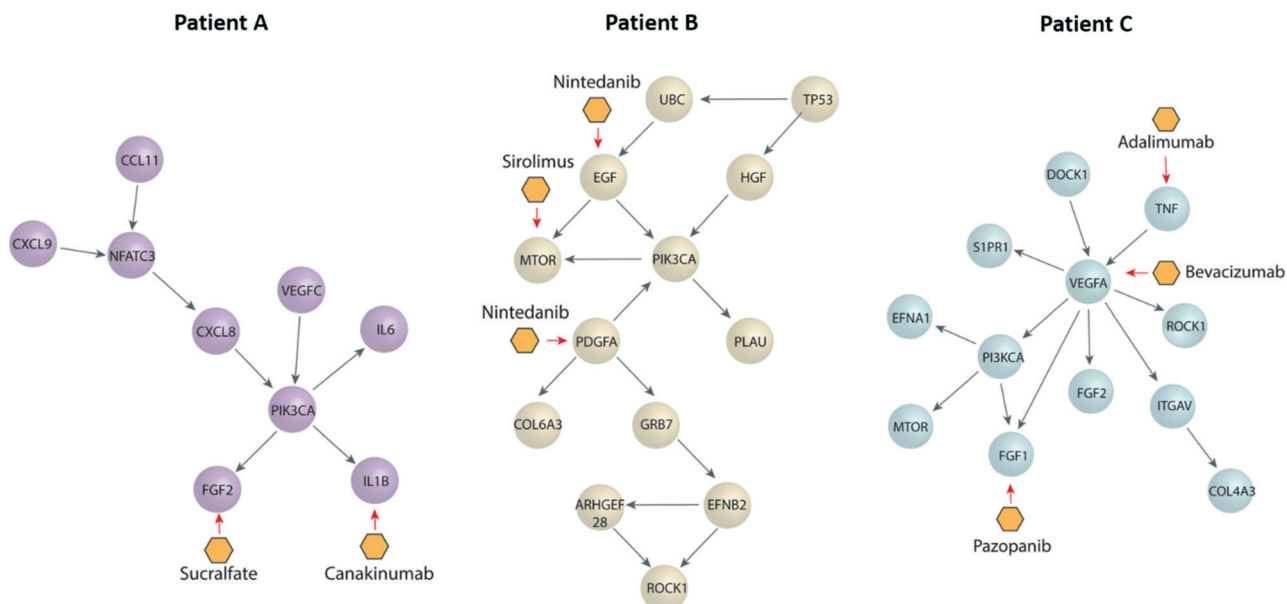 Patient A
Patient B
Patient C
CCL11
CXCL9
NFATC3
VEGFC
CXCL8
IL6
PIK3CA
FGF2
IL1B
Sucralfate
Canakinumab
Nintedanib
UBC
TP53
Sirolimus
EGF
HGF
MTOR
PIK3CA
Nintedanib
PDGFA
PLAU
COL6A3
GRB7
ARHGEF
28
EFNB2
ROCK1
Adalimumab
DOCK1
TNF
S1PR1
VEGFA
Bevacizumab
EFNA1
ROCK1
PI3KCA
FGF2
ITGAV
MTOR
FGF1
COL4A3
Pazopanib